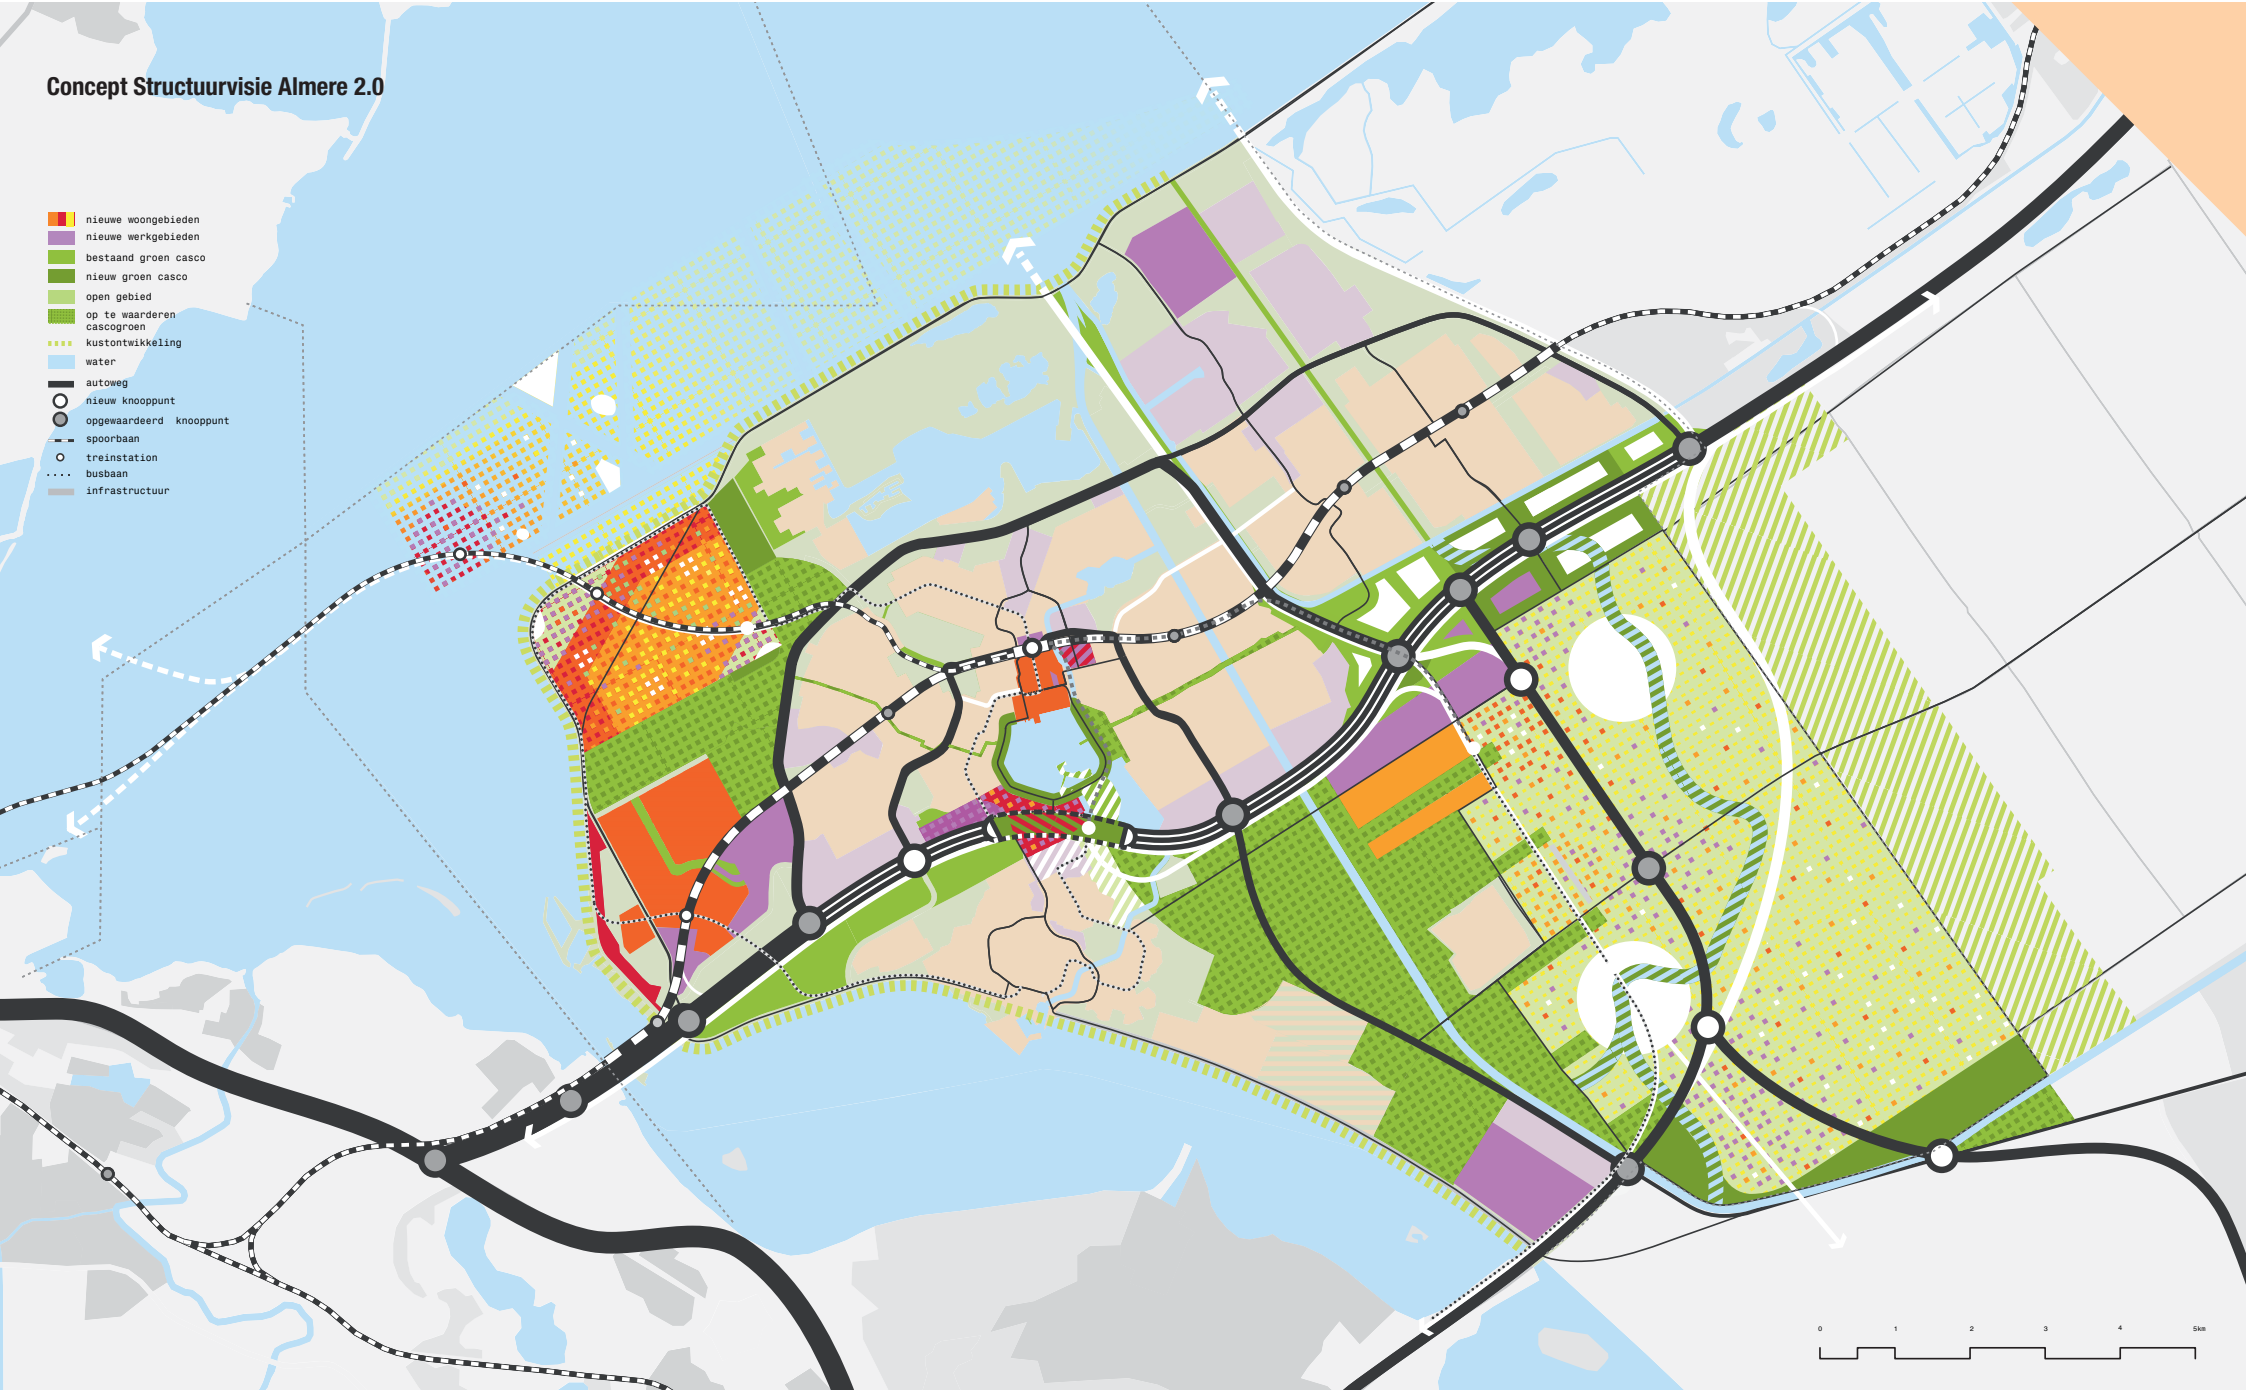 Concept Structuurvisie Almere 2.0
nieuwe woongebieden
nieuwe werkgebieden
bestaand groen casco
nieuw groen casco
open gebied
op te waarderen
cascogroen
kustontwikkeling
water
autoweg
nieuw knooppunt
opgewaardeerd knooppunt
spoorbaan
treinstation
busbaan
infrastructuur
0 1 2 3 4 5km